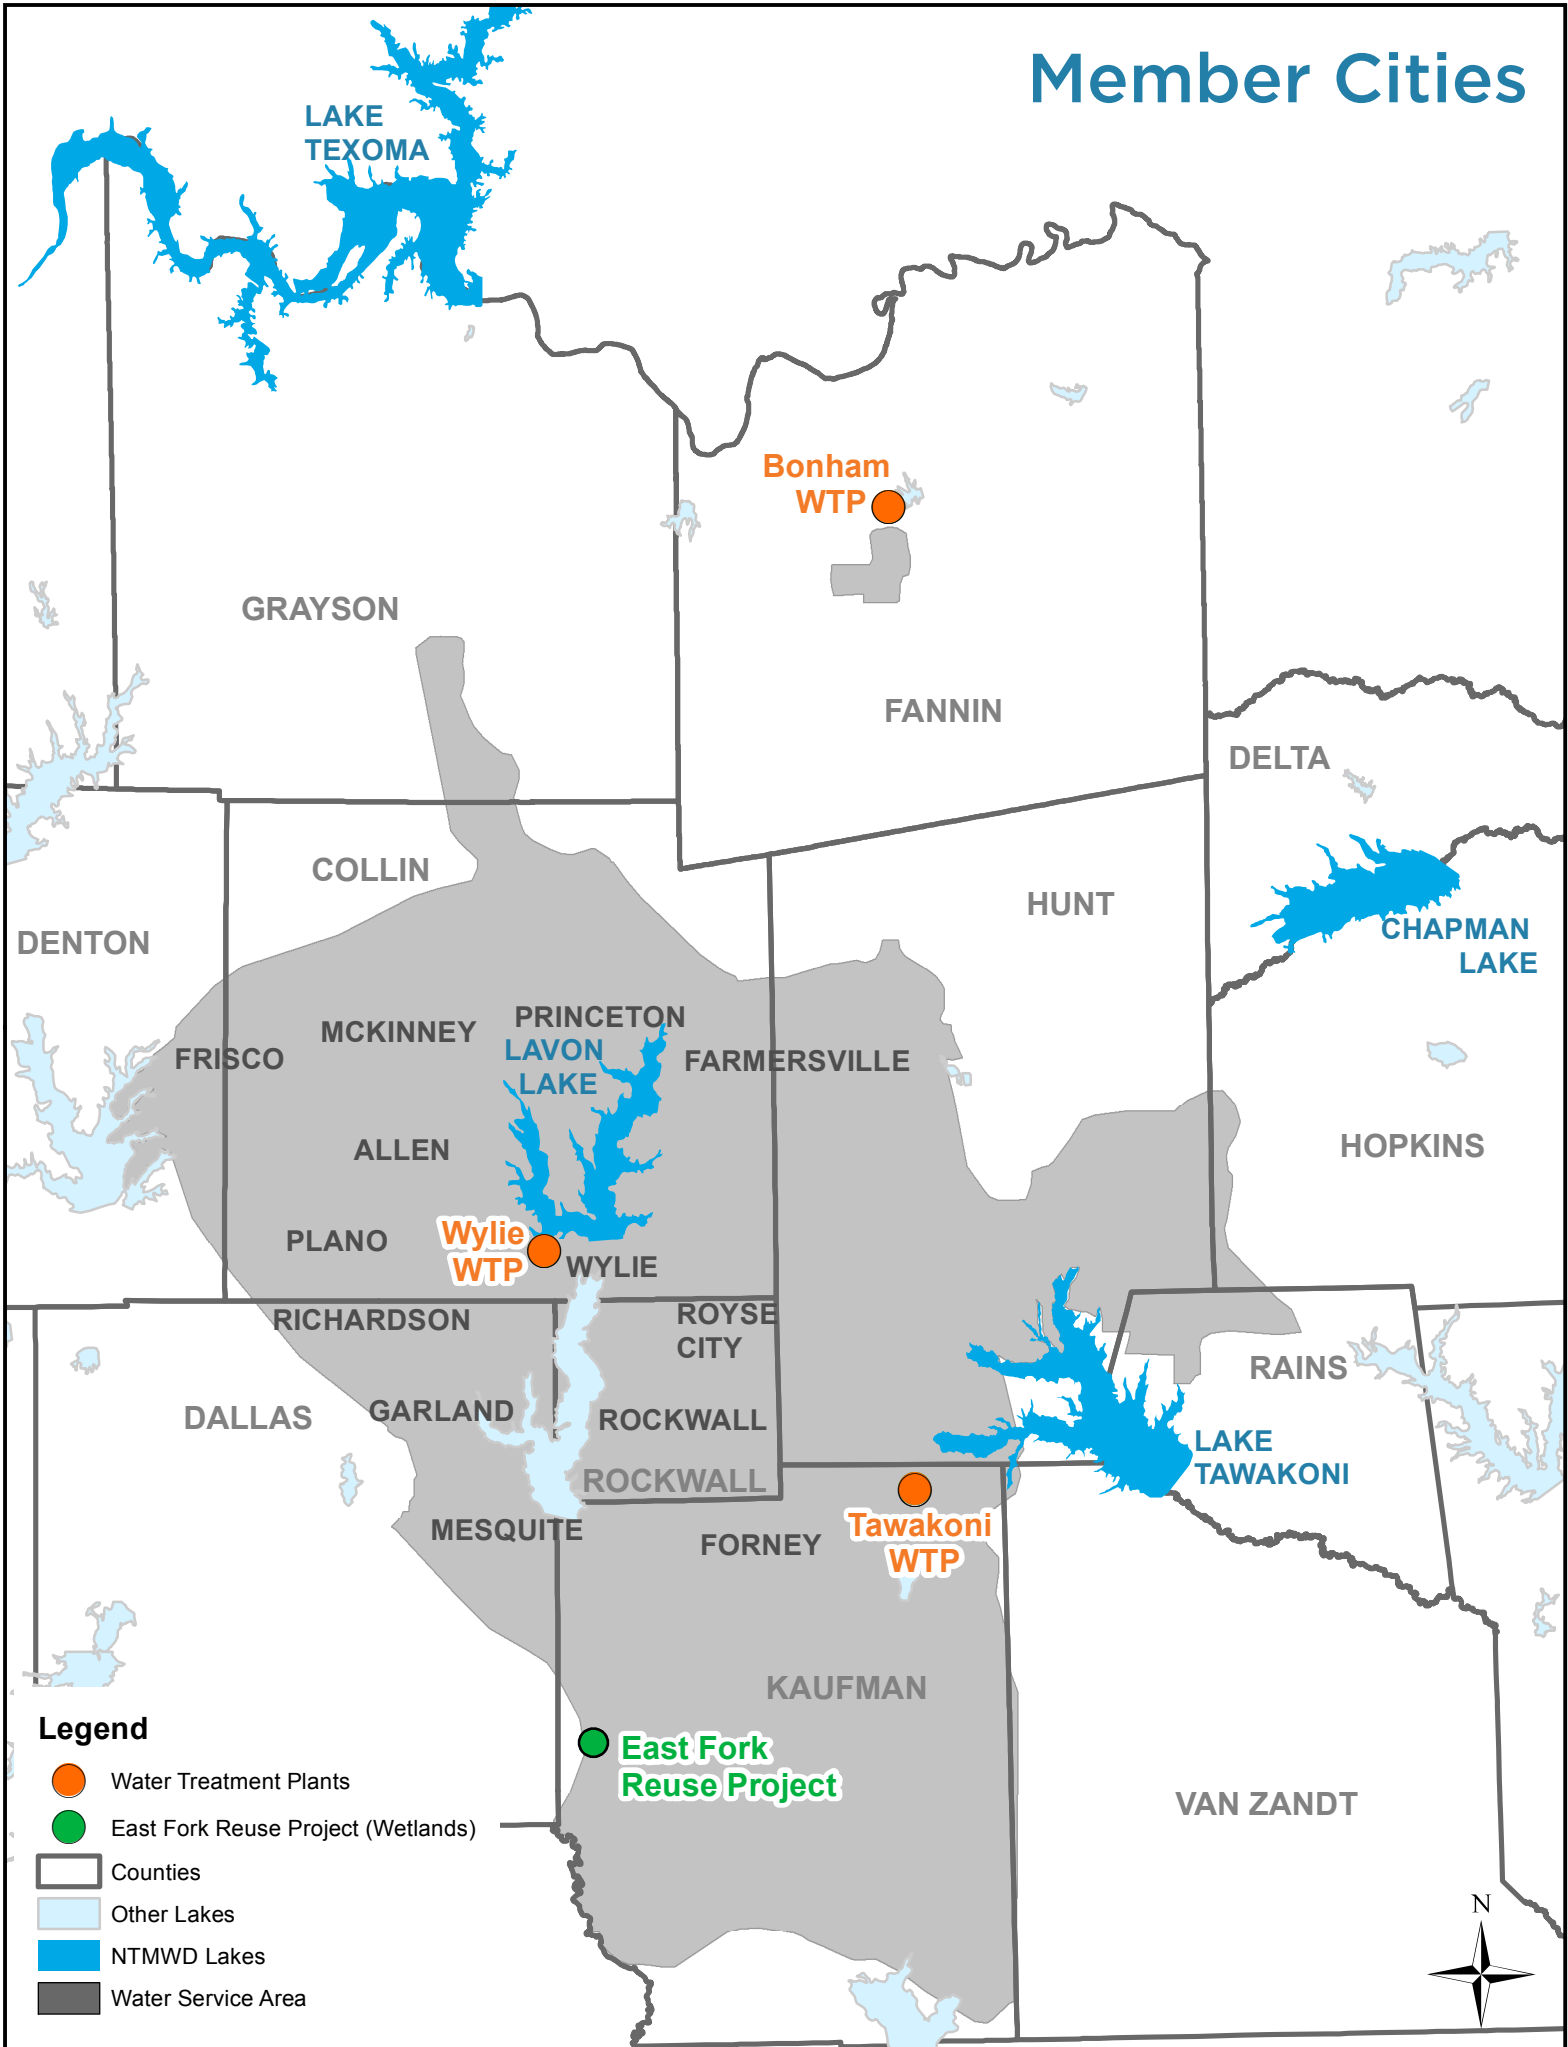 Member Cities
LAKE
TEXOMA
Bonham
WTP
GRAYSON
FANNIN
DELTA
COLLIN
HUNT
DENTON
CHAPMAN
LAKE
MCKINNEY
PRINCETON
LAVON
LAKE
FRISCO
FARMERSVILLE
ALLEN
HOPKINS
PLANO
Wylie
WTP
WYLIE
RICHARDSON
ROYSE
CITY
RAINS
DALLAS
GARLAND
ROCKWALL
LAKE
TAWAKONI
ROCKWALL
MESQUITE
FORNEY
Tawakoni
WTP
KAUFMAN
East Fork
Reuse Project
VAN ZANDT
Legend
Water Treatment Plants
East Fork Reuse Project (Wetlands)
Counties
Other Lakes
NTMWD Lakes
Water Service Area
N